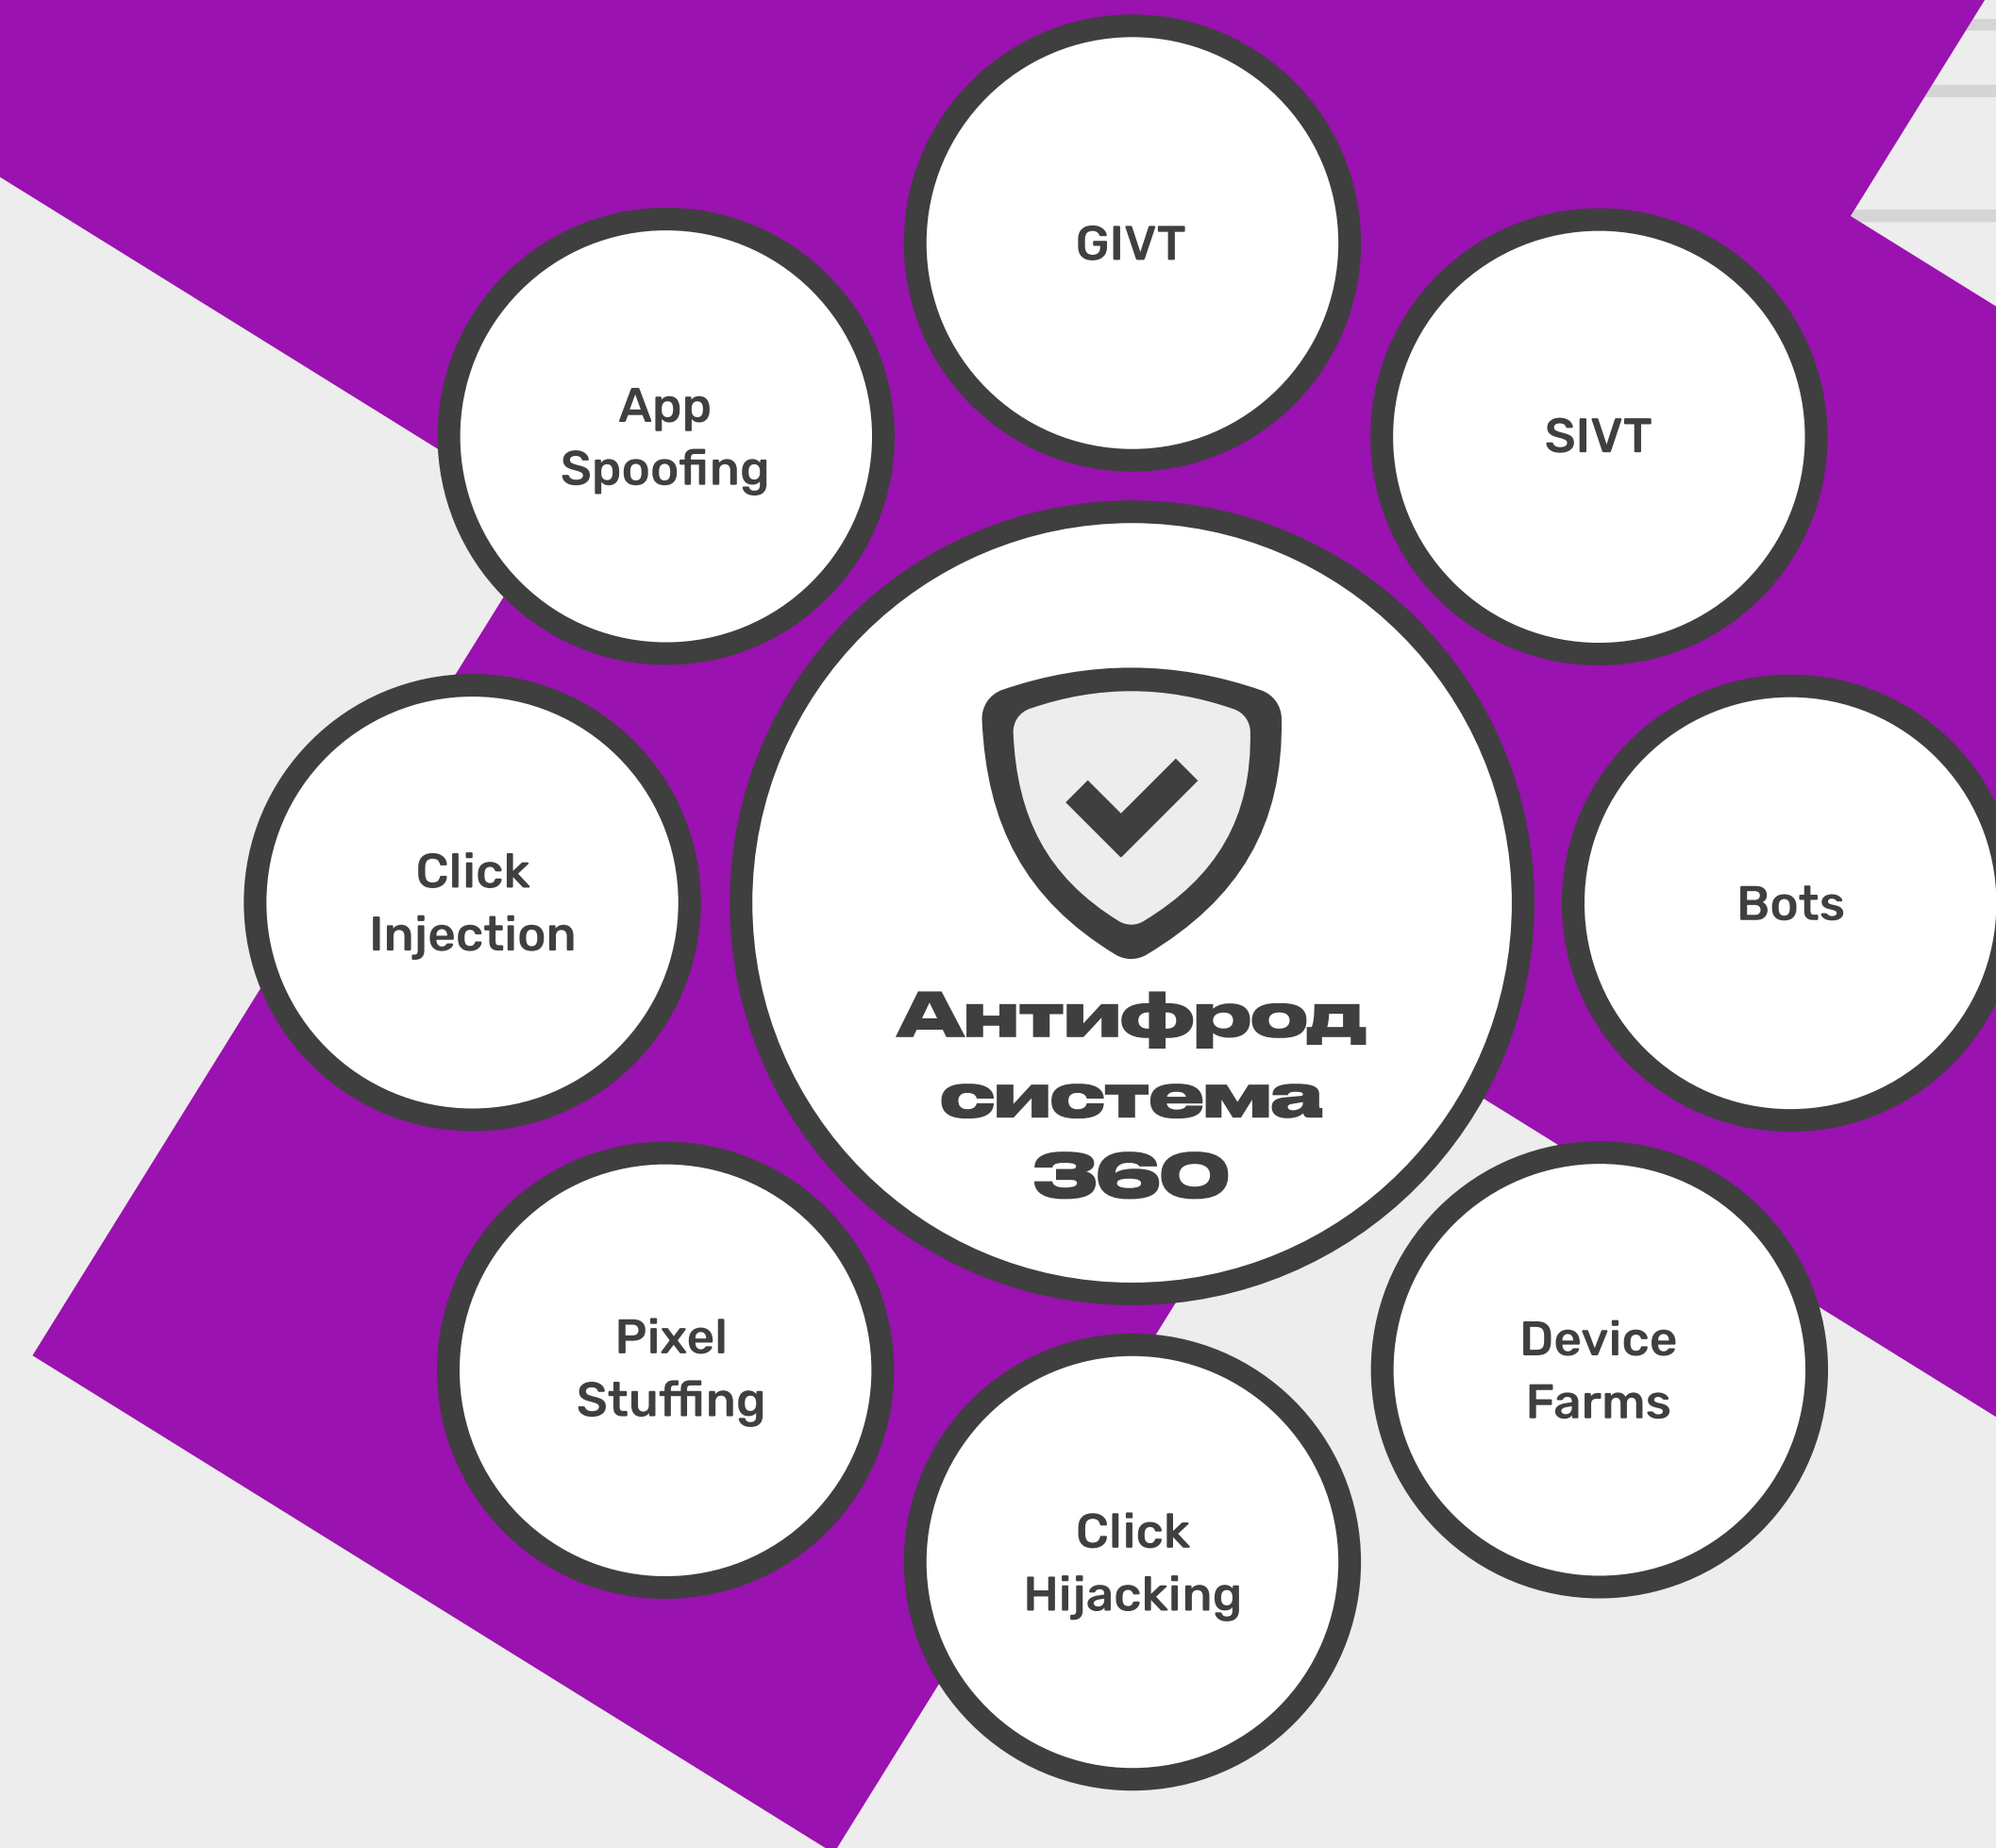 GIVT
SIVT
App
Spoofing
Bots
Click
Injection
Антифрод
система
360
Device
Farms
Pixel
Stuffing
Click
Hijacking